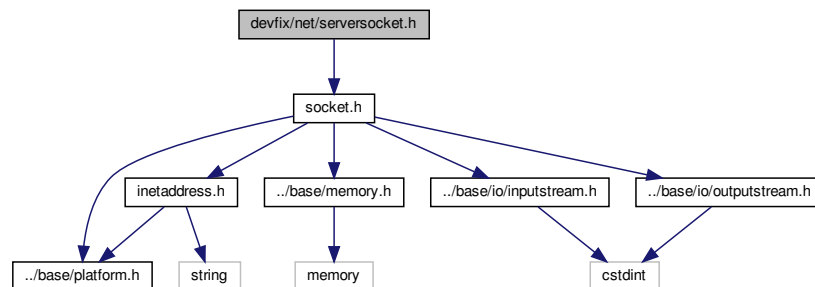 devfix/net/serversocket.h
socket.h
inetaddress.h
../base/memory.h
../base/io/inputstream.h
../base/io/outputstream.h
../base/platform.h
string
memory
cstdint